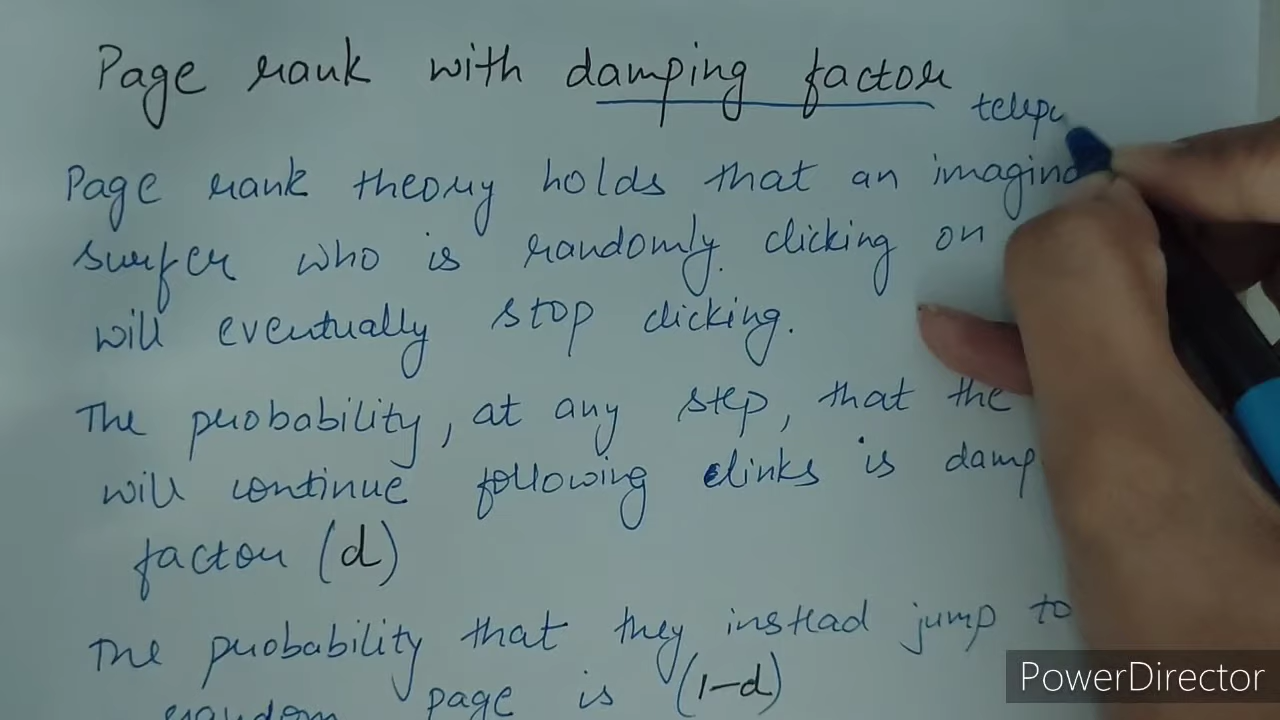 Page rank with damping factor
telepo
Page rank theory holds that an imagina
surfer who is randomly clicking on
will eventually stop clicking.
The probability, at any step, that the
will continue following links is damp
factor (d)
The probability that they instead jump to
random page is (1-d)
PowerDirector